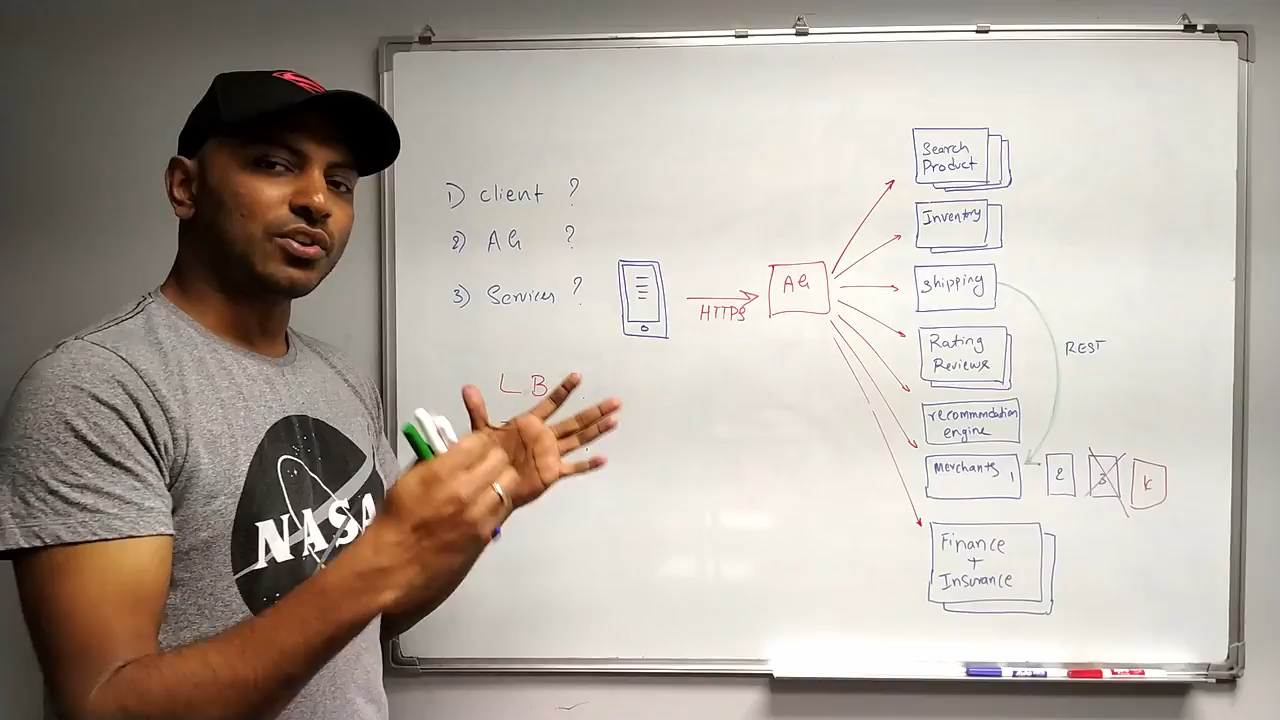 1) client ?
2) AG ?
3) Services ?
LB
HTTPS
AG
Search
Product
Inventory
Shipping
Rating
Reviews
recommmdation
engine
Merchants 1
2
3
K
Finance
+
Insurance
REST
NASA